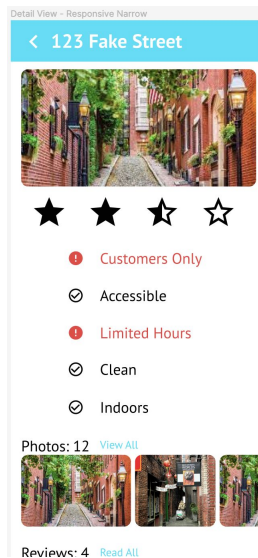 Detail View - Responsive Narrow
123 Fake Street
Customers Only
Accessible
Limited Hours
Clean
Indoors
Photos: 12 View All
Reviews: 4 Read All